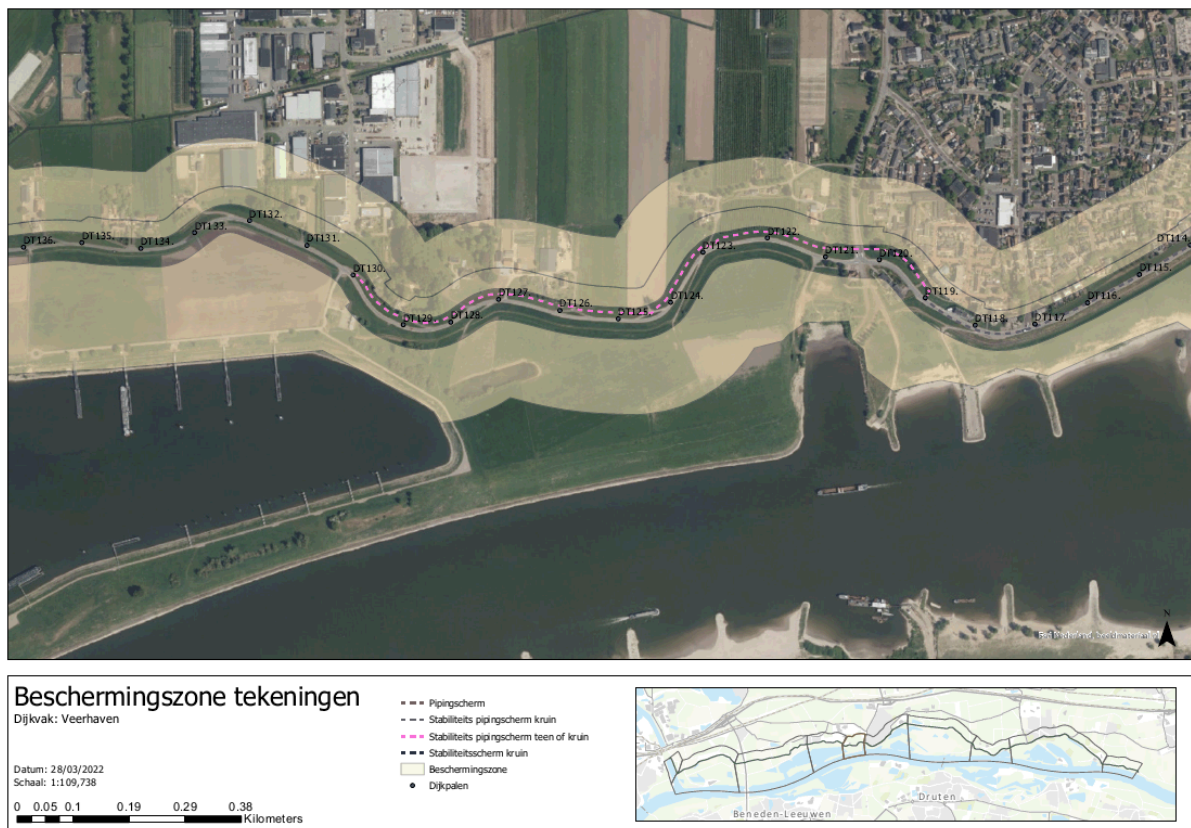 DT136.
DT135.
DT134.
DT133.
DT132.
DT131.
DT130.
DT129.
DT128.
DT127.
DT126.
DT125.
DT124.
DT123.
DT122.
DT121.
DT120.
DT119.
DT118.
DT117.
DT116.
DT115.
DT114.
N
Beschermingszone tekeningen
Dijkvak: Veerhaven
Datum: 28/03/2022
Schaal: 1:109,738
0 0.05 0.1 0.19 0.29 0.38
Kilometers
Pipingscherm
Stabiliteits pipingscherm kruin
Stabiliteits pipingscherm teen of kruin
Stabiliteitsscherm kruin
Beschermingszone
Dijkpalen
Druten
Beneden-Leeuwen